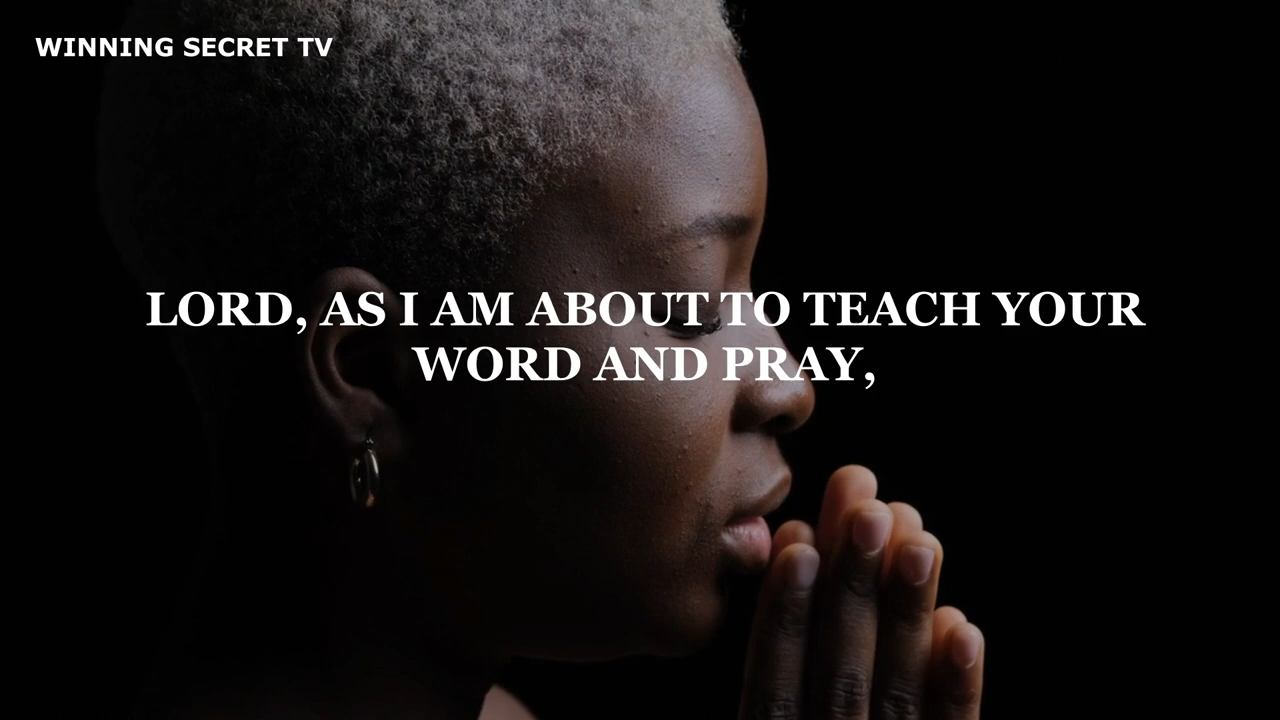 WINNING SECRET TV
LORD, AS I AM ABOUT TO TEACH YOUR
WORD AND PRAY,